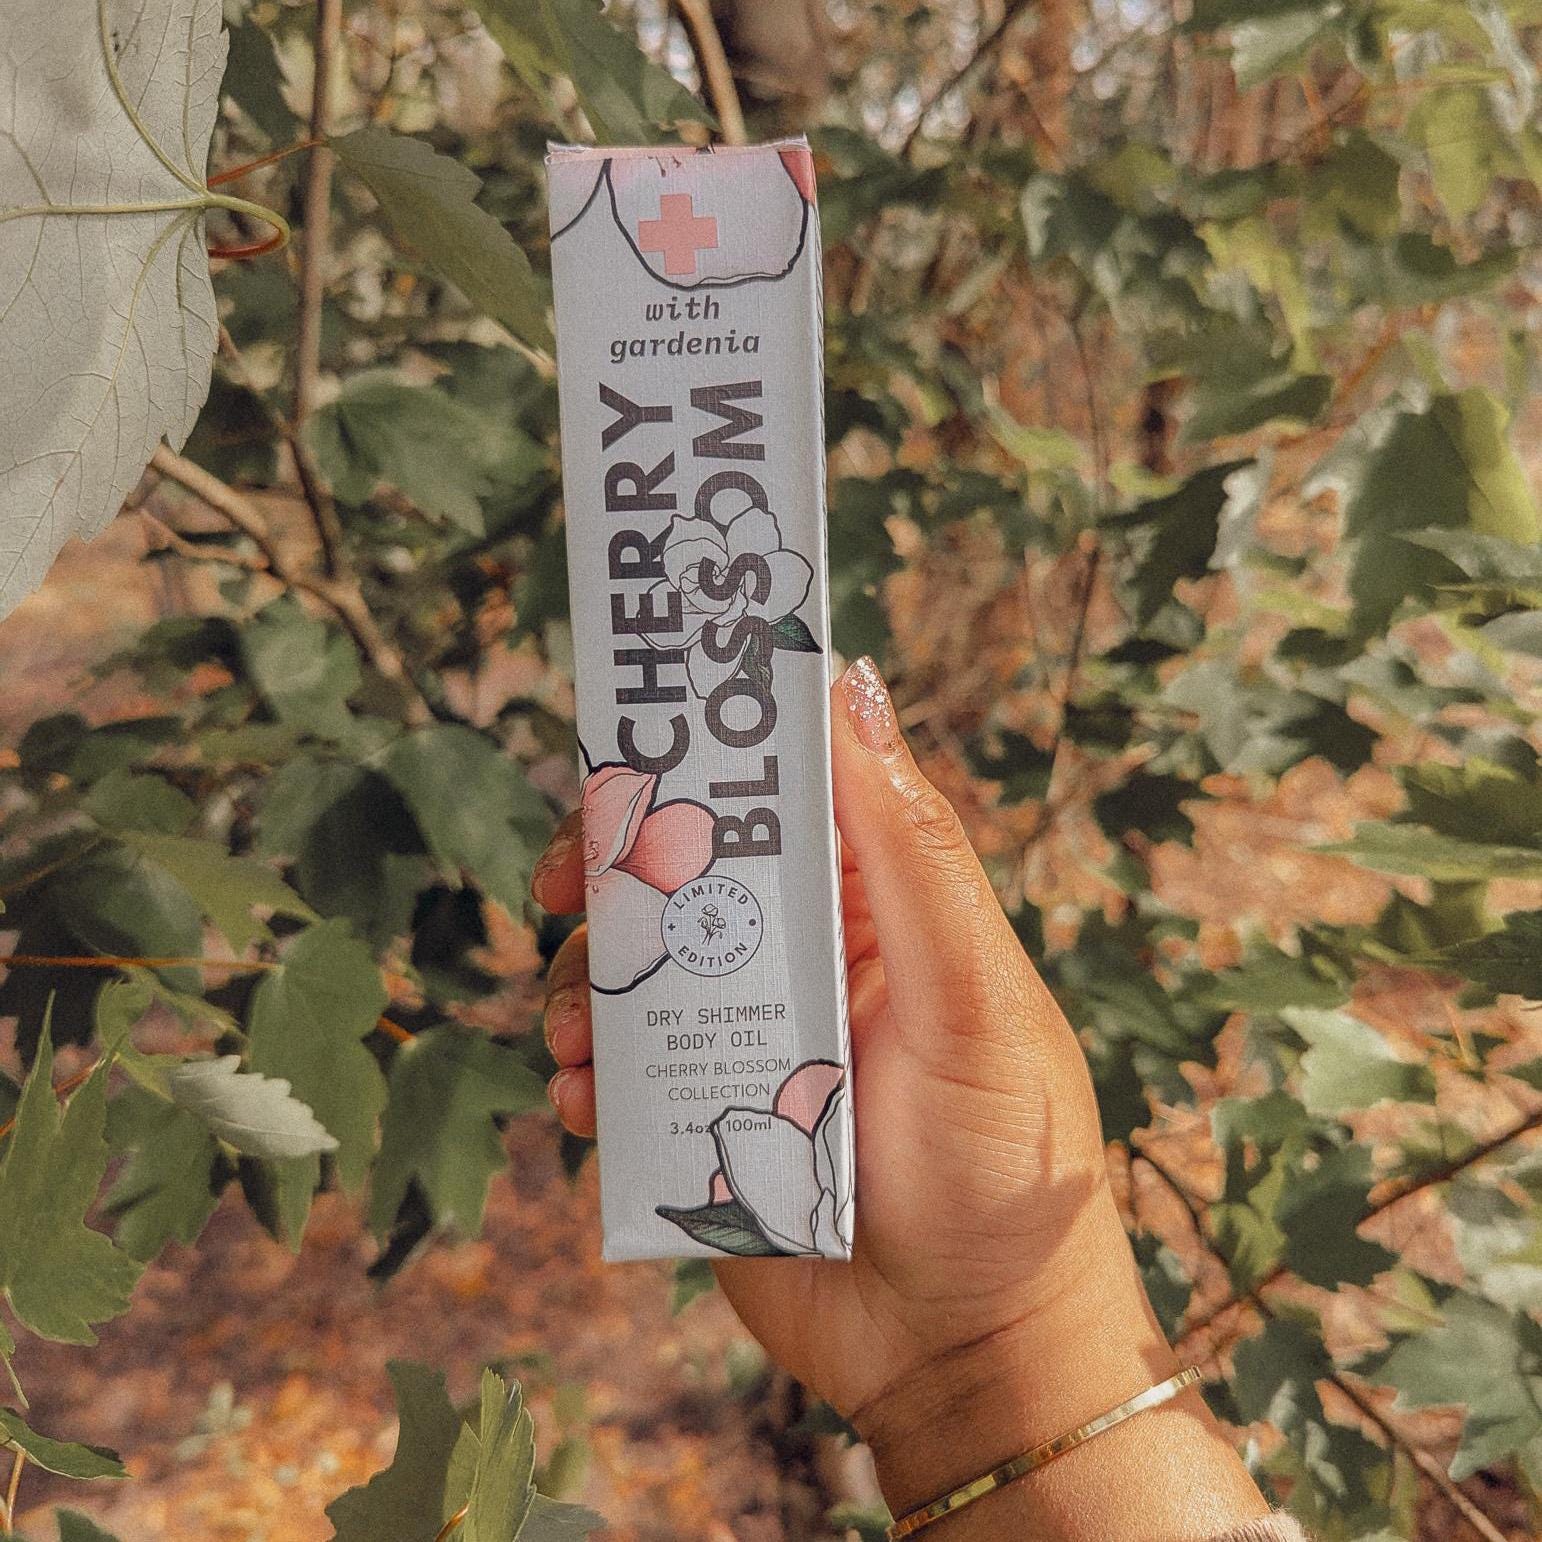 with
gardenia
CHERRY
BLOSSOM
LIMITED
EDITION
DRY SHIMMER
BODY OIL
CHERRY BLOSSOM
COLLECTION
3.4oz 100ml